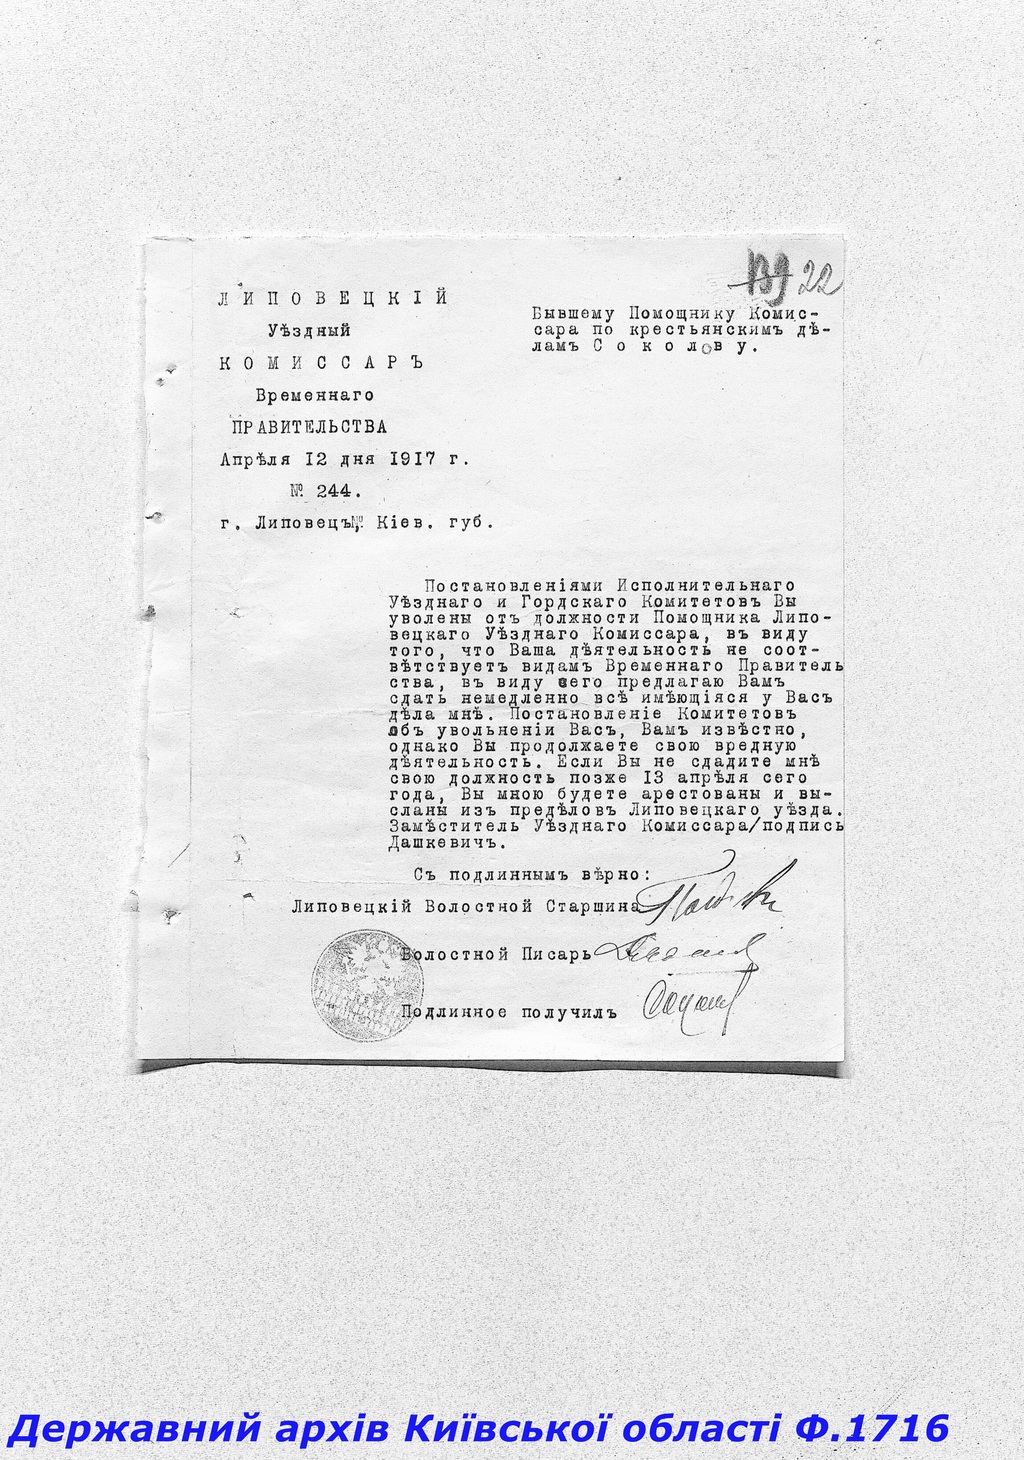 139 22
ЛИПОВЕЦКІЙ
Уѣздный
КОМИССАРЪ
Временнаго
ПРАВИТЕЛЬСТВА
Апрѣля 12 дня 1917 г.
№ 244.
г. Липовецъ, Кіев. губ.
Бывшему Помощнику Комис-
сара по крестьянскимъ дѣ-
ламъ Соколову.
Постановленіями Исполнительнаго
Уѣзднаго и Гордскаго Комитетовъ Вы
уволены отъ должности Помощника Липо-
вецкаго Уѣзднаго Комиссара, въ виду
того, что Ваша дѣятельность не соот-
вѣтствуетъ видамъ Временнаго Правитель
ства, въ виду сего предлагаю Вамъ
сдать немедленно всѣ имѣющіяся у Васъ
дѣла мнѣ. Постановленіе Комитетовъ
объ увольненіи Васъ, Вамъ извѣстно,
однако Вы продолжаете свою вредную
дѣятельность. Если Вы не сдадите мнѣ
свою должность позже 13 апрѣля сего
года, Вы мною будете арестованы и вы-
сланы изъ предѣловъ Липовецкаго уѣзда.
Замѣститель Уѣзднаго Комиссара/подпись
Дашкевичъ.
Съ подлиннымъ вѣрно:
Липовецкій Волостной Старшина
Волостной Писарь
Подлинное получилъ
Державний архів Київської області Ф.1716